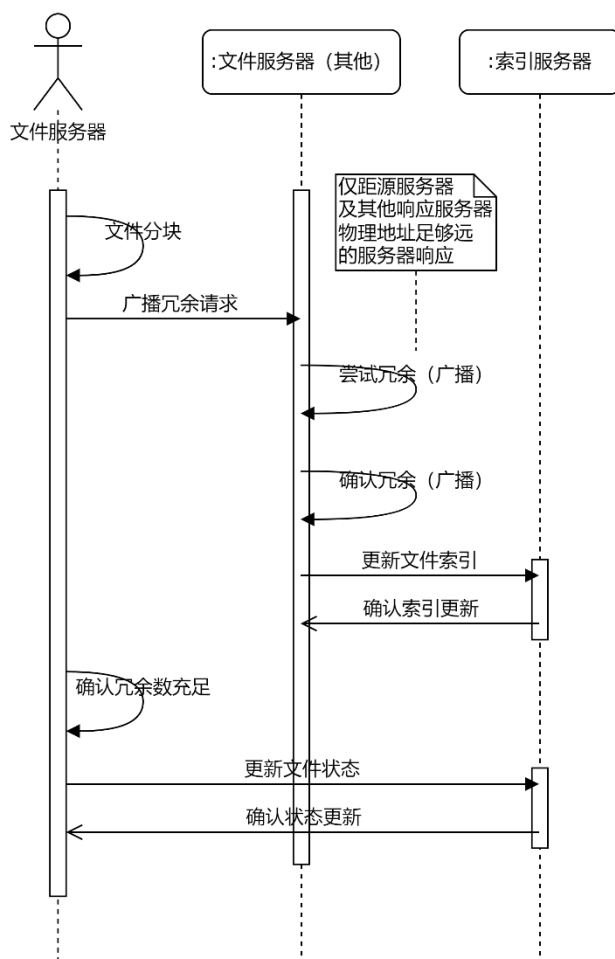 文件服务器
:文件服务器（其他）
:索引服务器
仅距源服务器
及其他响应服务器
物理地址足够远
的服务器响应
文件分块
广播冗余请求
尝试冗余（广播）
确认冗余（广播）
更新文件索引
确认索引更新
确认冗余数充足
更新文件状态
确认状态更新